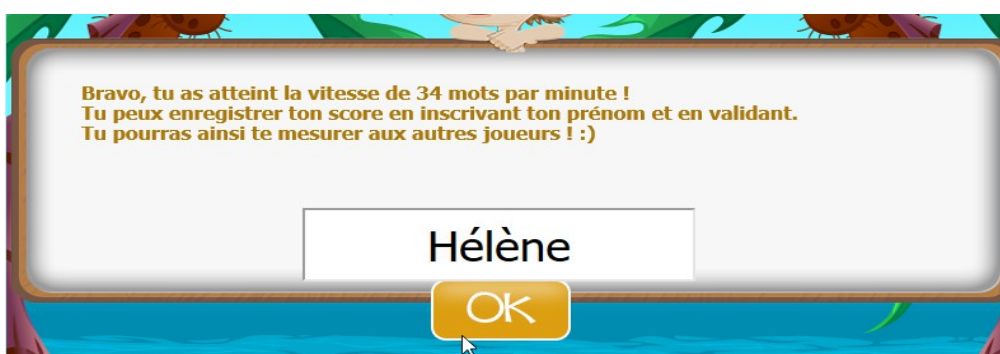 Bravo, tu as atteint la vitesse de 34 mots par minute !
Tu peux enregistrer ton score en inscrivant ton prénom et en validant.
Tu pourras ainsi te mesurer aux autres joueurs ! :)
Hélène
OK